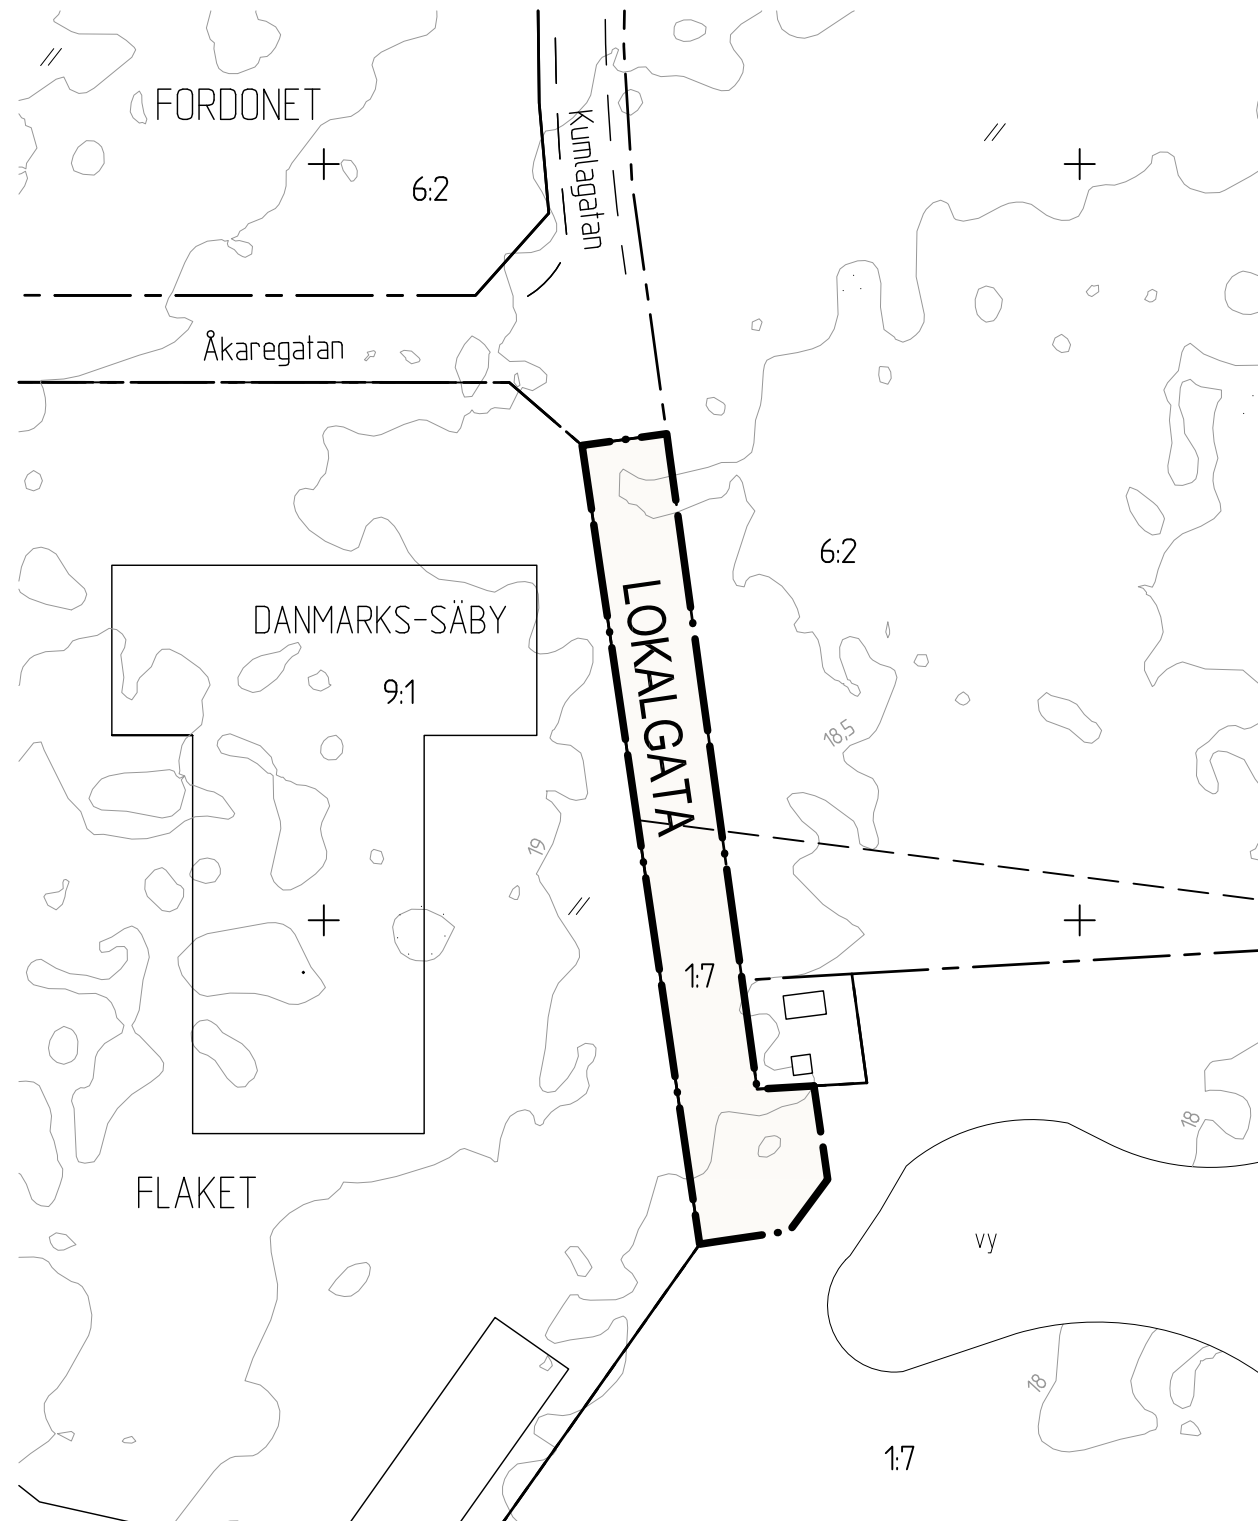 FORDONET
Kumlagatan
6:2
Åkaregatan
6:2
LOKALGATA
DANMARKS-SÄBY
9:1
18,5
19
1:7
18
FLAKET
vy
18
1:7